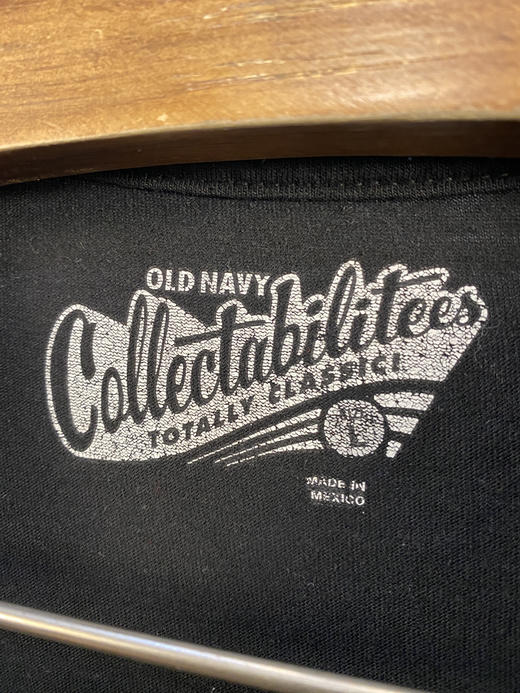 OLD NAVY
Collectabilitees
TOTALLY CLASSIC!
L
MADE IN
MEXICO